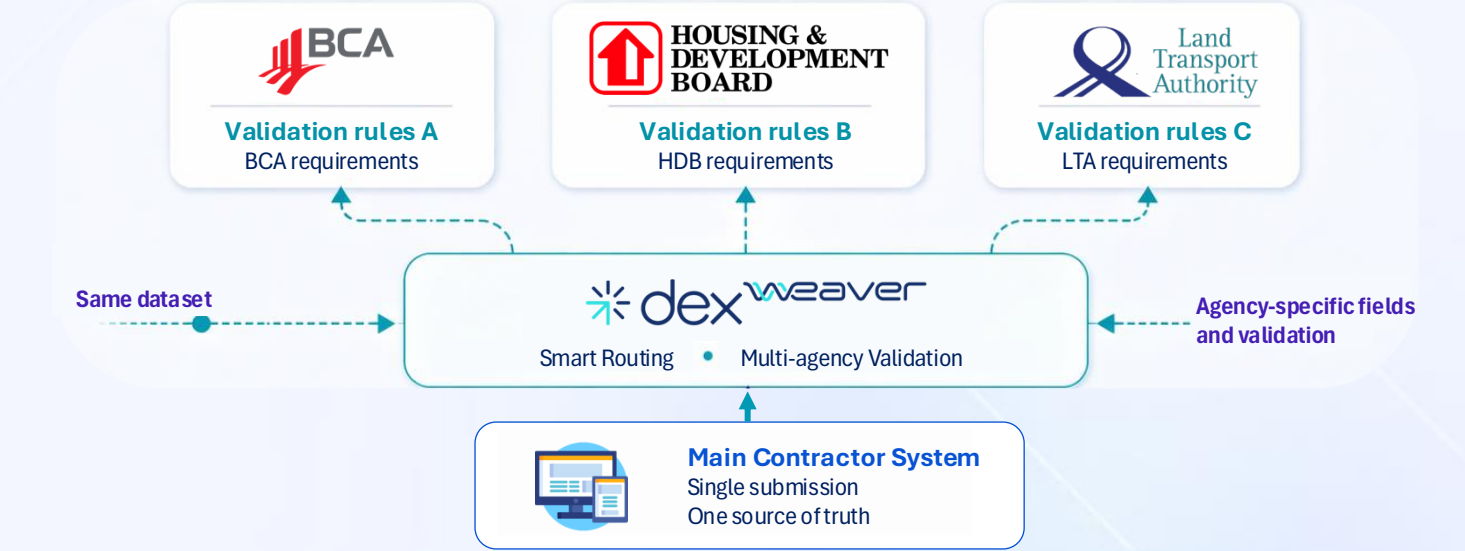 BCA
HOUSING &
DEVELOPMENT
BOARD
Land
Transport
Authority
Validation rules A
BCA requirements
Validation rules B
HDB requirements
Validation rules C
LTA requirements
Same dataset
dex weaver
Agency-specific fields
and validation
Smart Routing • Multi-agency Validation
Main Contractor System
Single submission
One source of truth